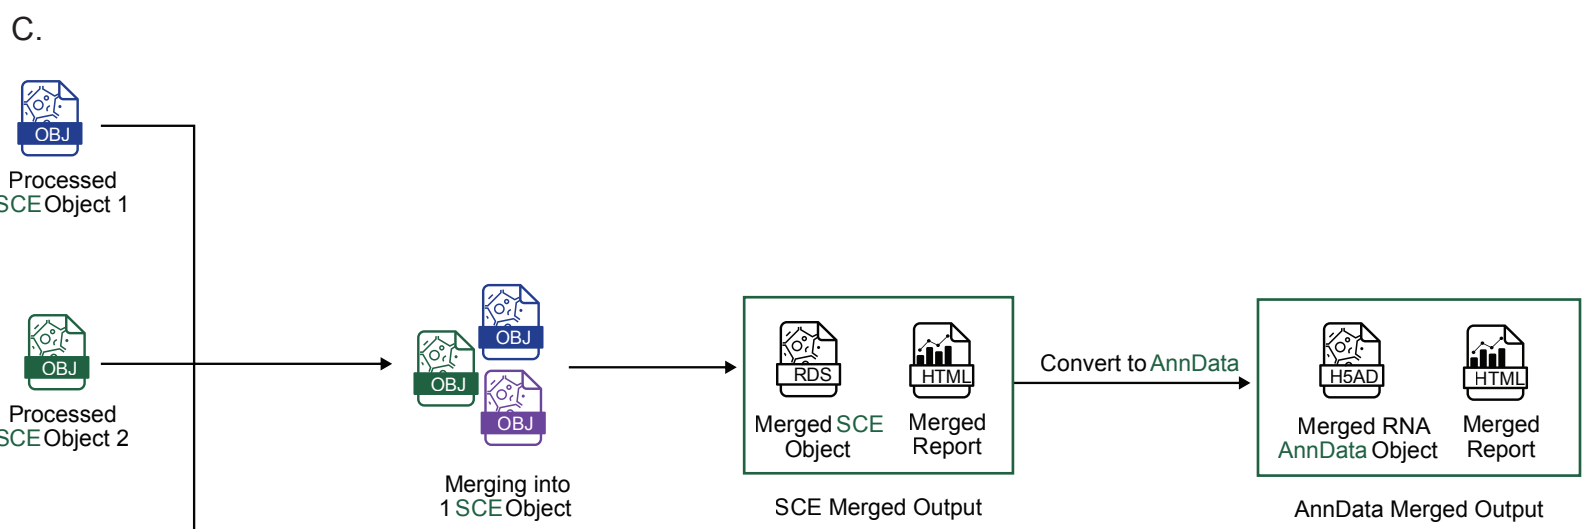 C.
OBJ
Processed
SCE Object 1
OBJ
Processed
SCE Object 2
OBJ
OBJ
OBJ
Merging into
1 SCE Object
RDS
Merged SCE
Object
HTML
Merged
Report
SCE Merged Output
Convert to AnnData
H5AD
Merged RNA
AnnData Object
HTML
Merged
Report
AnnData Merged Output